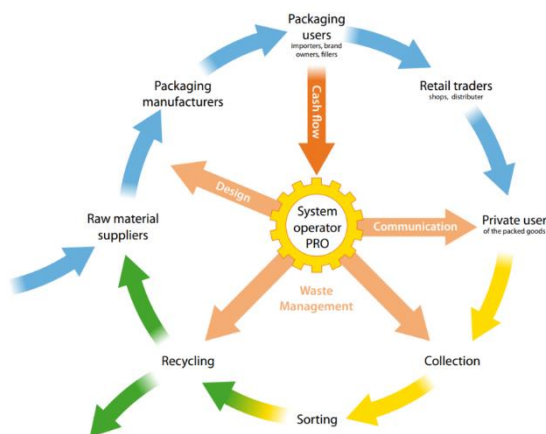 Packaging
users
importers, brand
owners, fillers
Retail traders
shops, distributer
Packaging
manufacturers
Cash flow
Design
System
operator
PRO
Communication
Private user
of the packed goods
Raw material
suppliers
Waste
Management
Recycling
Collection
Sorting